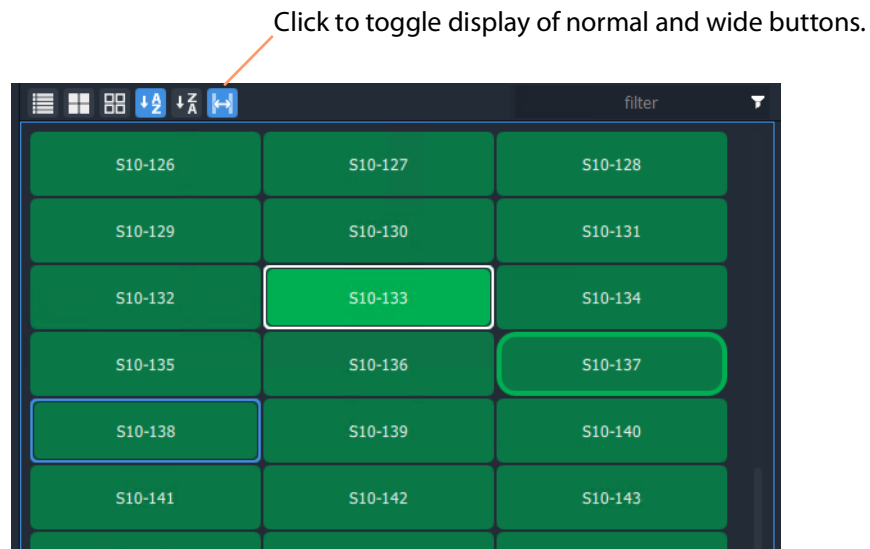 Click to toggle display of normal and wide buttons.
A Z Z A filter
S10-126 S10-127 S10-128
S10-129 S10-130 S10-131
S10-132 S10-133 S10-134
S10-135 S10-136 S10-137
S10-138 S10-139 S10-140
S10-141 S10-142 S10-143